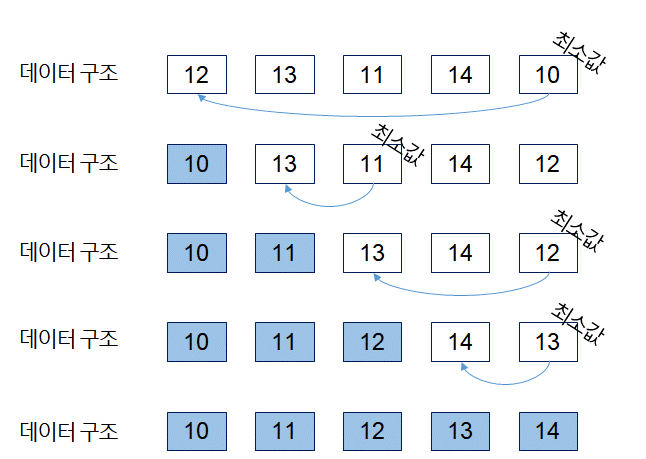 최소값
데이터 구조 12 13 11 14 10
최소값
데이터 구조 10 13 11 14 12
최소값
데이터 구조 10 11 13 14 12
최소값
데이터 구조 10 11 12 14 13
데이터 구조 10 11 12 13 14